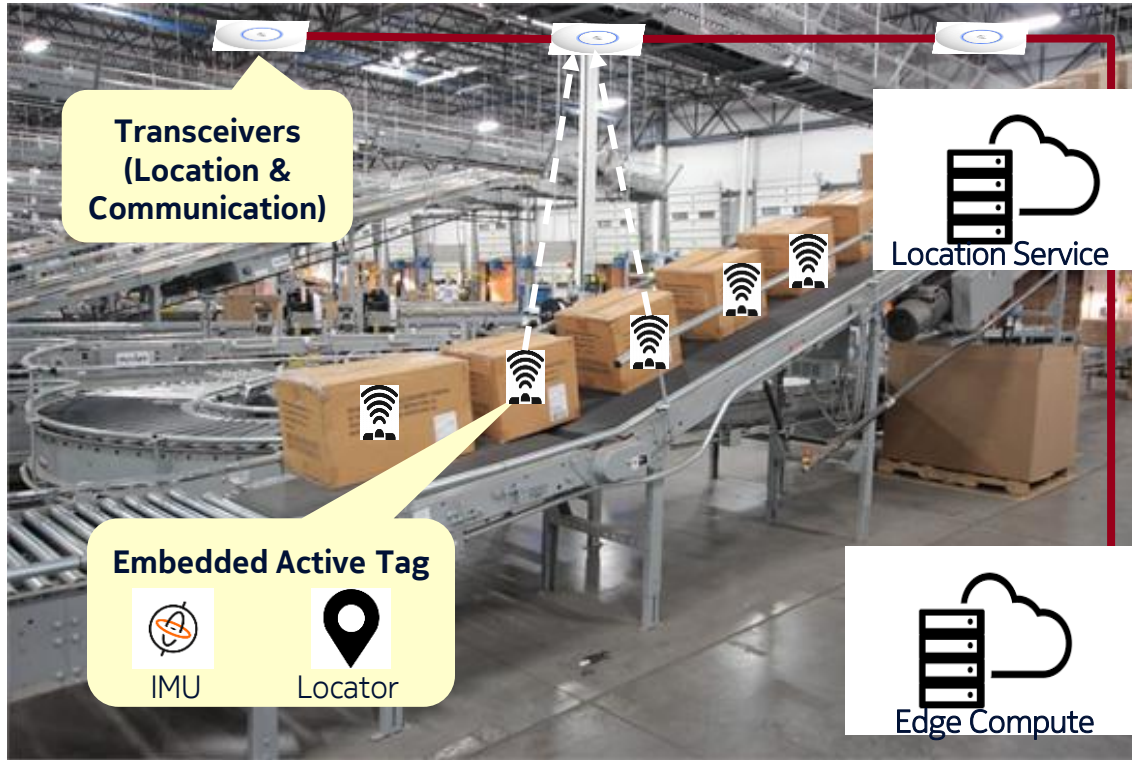 Transceivers
(Location &
Communication)
Location Service
Embedded Active Tag
IMU
Locator
Edge Compute